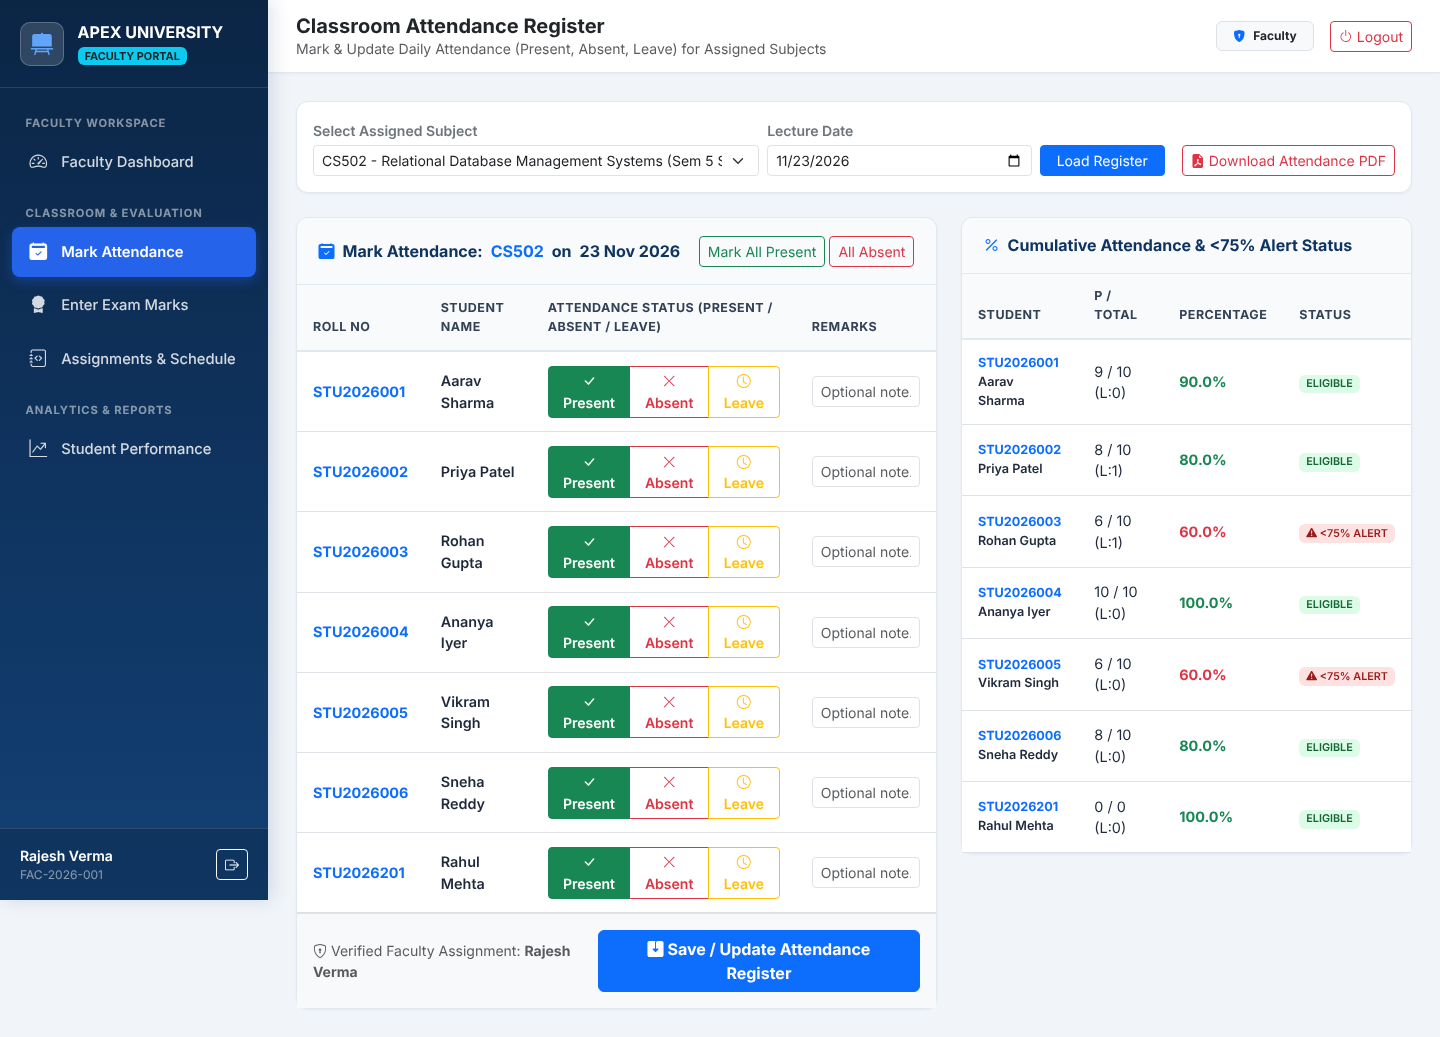 APEX UNIVERSITY
FACULTY PORTAL
FACULTY WORKSPACE
Faculty Dashboard
CLASSROOM & EVALUATION
Mark Attendance
Enter Exam Marks
Assignments & Schedule
ANALYTICS & REPORTS
Student Performance
Rajesh Verma
FAC-2026-001
Classroom Attendance Register
Mark & Update Daily Attendance (Present, Absent, Leave) for Assigned Subjects
Faculty
Logout
Select Assigned Subject
CS502 - Relational Database Management Systems (Sem 5 S
Lecture Date
11/23/2026
Load Register
Download Attendance PDF
Mark Attendance: CS502 on 23 Nov 2026
Mark All Present
All Absent
ROLL NO
STUDENT
NAME
ATTENDANCE STATUS (PRESENT /
ABSENT / LEAVE)
REMARKS
STU2026001
Aarav
Sharma
Present
Absent
Leave
Optional note.
STU2026002
Priya Patel
Present
Absent
Leave
Optional note.
STU2026003
Rohan
Gupta
Present
Absent
Leave
Optional note.
STU2026004
Ananya
Iyer
Present
Absent
Leave
Optional note.
STU2026005
Vikram
Singh
Present
Absent
Leave
Optional note.
STU2026006
Sneha
Reddy
Present
Absent
Leave
Optional note.
STU2026201
Rahul
Mehta
Present
Absent
Leave
Optional note.
Verified Faculty Assignment: Rajesh
Verma
Save / Update Attendance
Register
Cumulative Attendance & <75% Alert Status
STUDENT
P /
TOTAL
PERCENTAGE
STATUS
STU2026001
Aarav
Sharma
9 / 10
(L:0)
90.0%
ELIGIBLE
STU2026002
Priya Patel
8 / 10
(L:1)
80.0%
ELIGIBLE
STU2026003
Rohan Gupta
6 / 10
(L:1)
60.0%
<75% ALERT
STU2026004
Ananya Iyer
10 / 10
(L:0)
100.0%
ELIGIBLE
STU2026005
Vikram Singh
6 / 10
(L:0)
60.0%
<75% ALERT
STU2026006
Sneha Reddy
8 / 10
(L:0)
80.0%
ELIGIBLE
STU2026201
Rahul Mehta
0 / 0
(L:0)
100.0%
ELIGIBLE